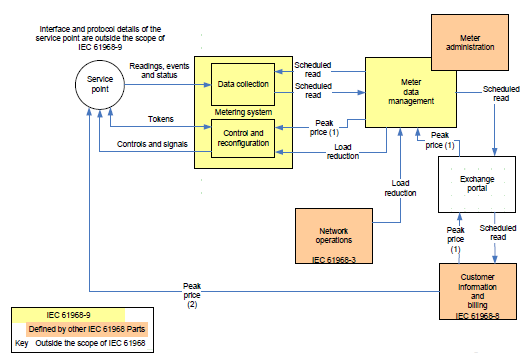 Interface and protocol details of the
service point are outside the scope of
IEC 61968-9
Meter
administration
Readings, events
and status
Service
point
Data collection
Scheduled
read
Scheduled
read
Meter
data
management
Scheduled
read
Metering system
Tokens
Control and
reconfiguration
Peak
price (1)
Peak
price (1)
Controls and signals
Load
reduction
Load
reduction
Exchange
portal
Network
operations
IEC 61968-3
Peak
price
(1)
Scheduled
read
Peak
price
(2)
Customer
information
and
billing
IEC 61968-8
IEC 61968-9
Defined by other IEC 61968 Parts
Key Outside the scope of IEC 61968